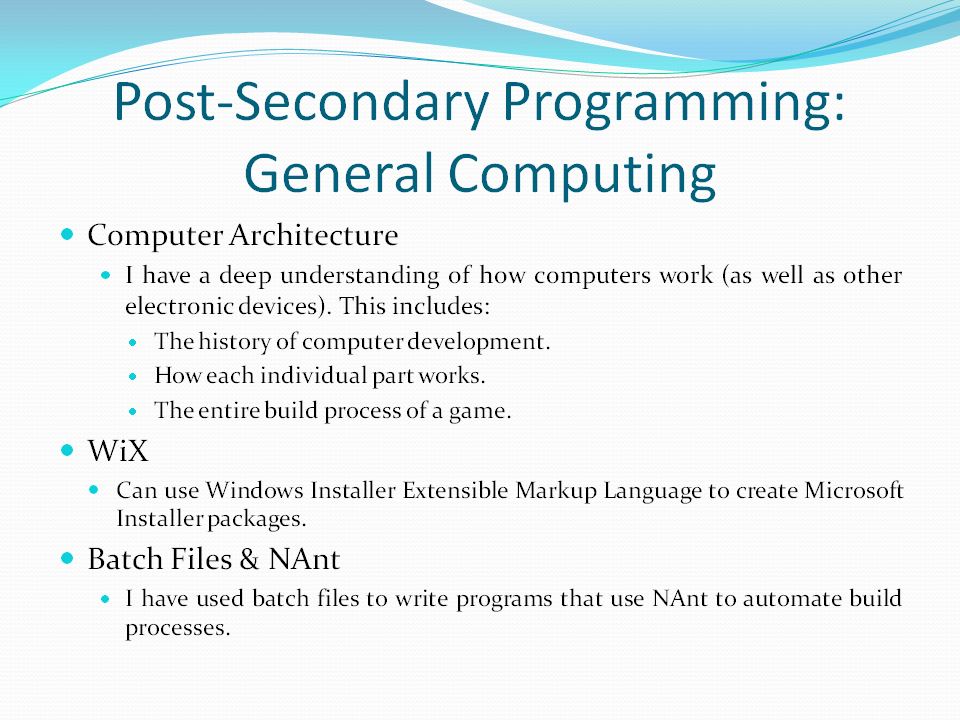 Post-Secondary Programming:
General Computing
Computer Architecture
I have a deep understanding of how computers work (as well as other
electronic devices). This includes:
The history of computer development.
How each individual part works.
The entire build process of a game.
WiX
Can use Windows Installer Extensible Markup Language to create Microsoft
Installer packages.
Batch Files & NAnt
I have used batch files to write programs that use NAnt to automate build
processes.